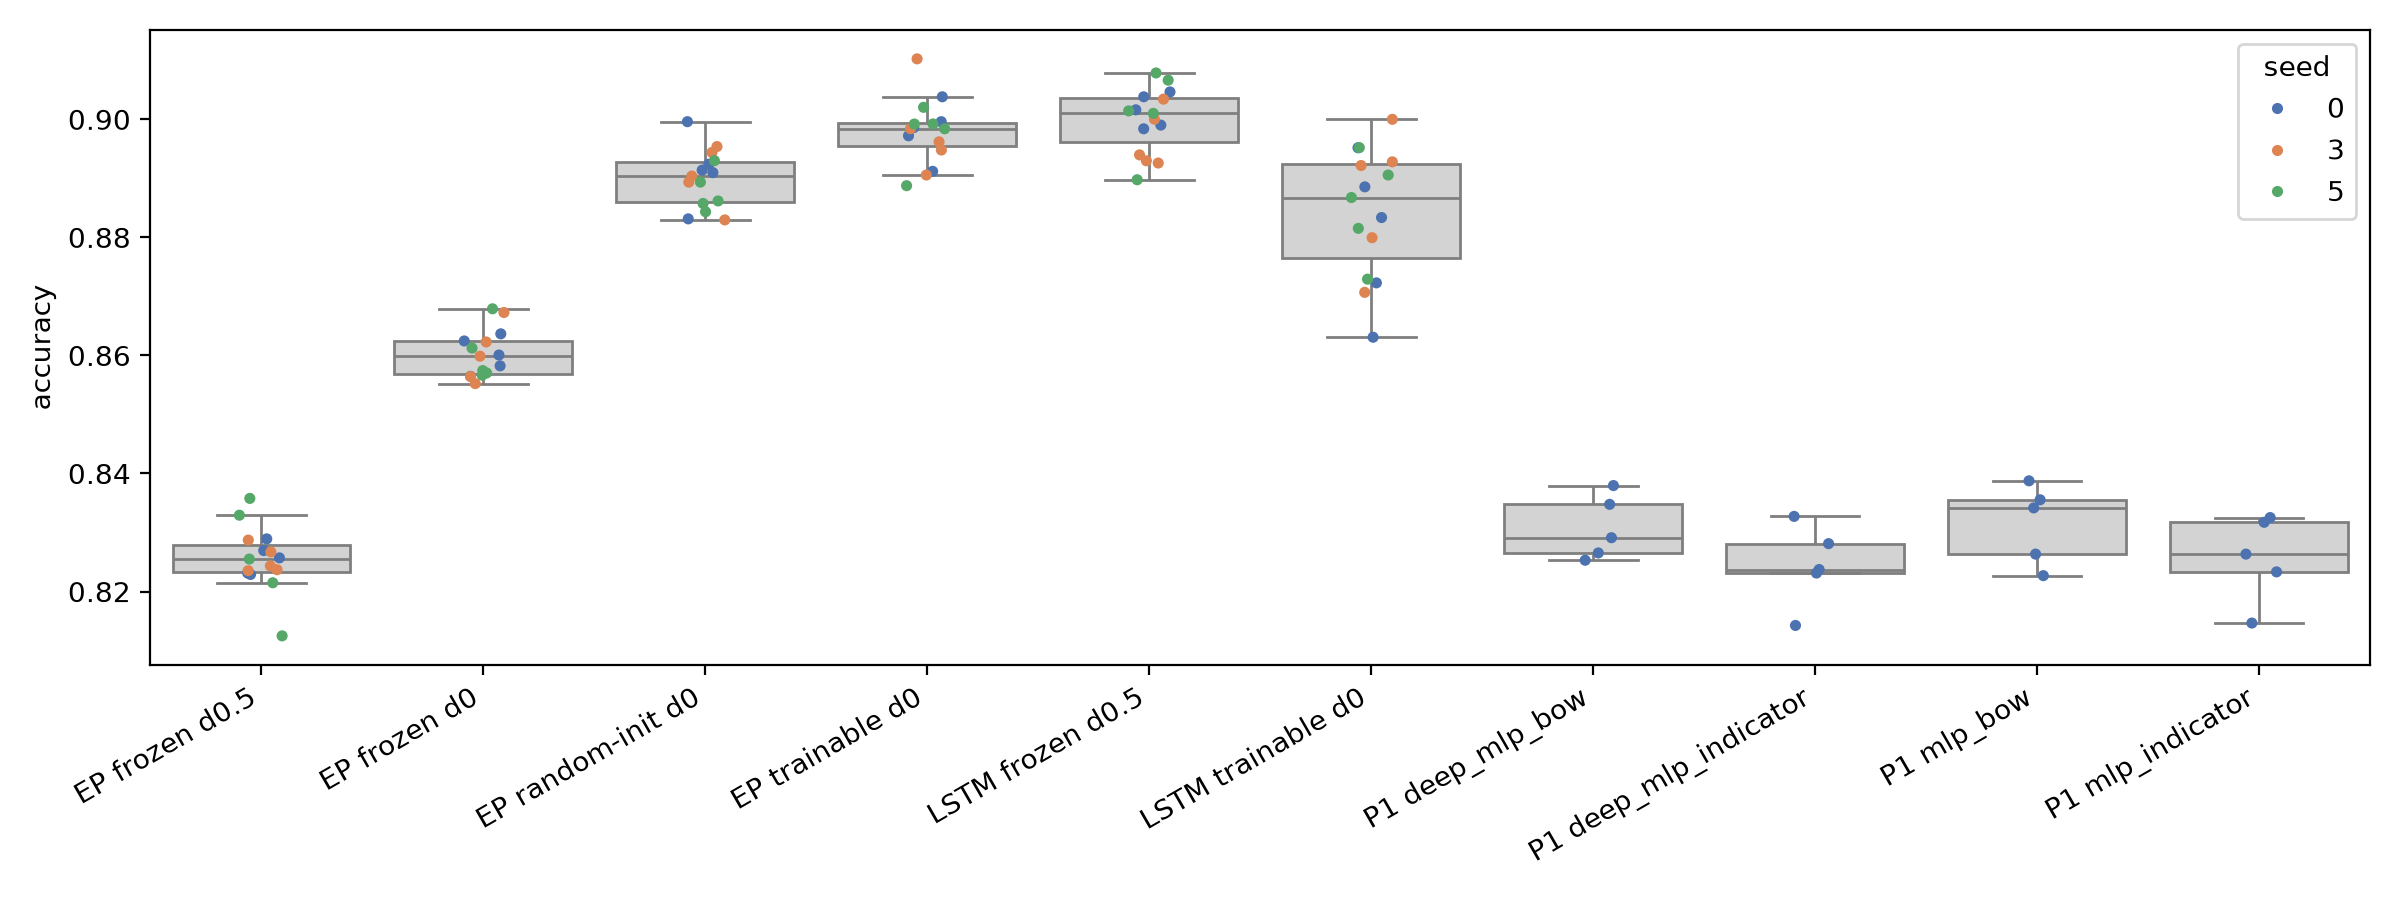 seed
0
3
5
accuracy
0.90
0.88
0.86
0.84
0.82
EP frozen d0.5
EP frozen d0
EP random-init d0
EP trainable d0
LSTM frozen d0.5
LSTM trainable d0
P1 deep_mlp_bow
P1 deep_mlp_indicator
P1 mlp_bow
P1 mlp_indicator